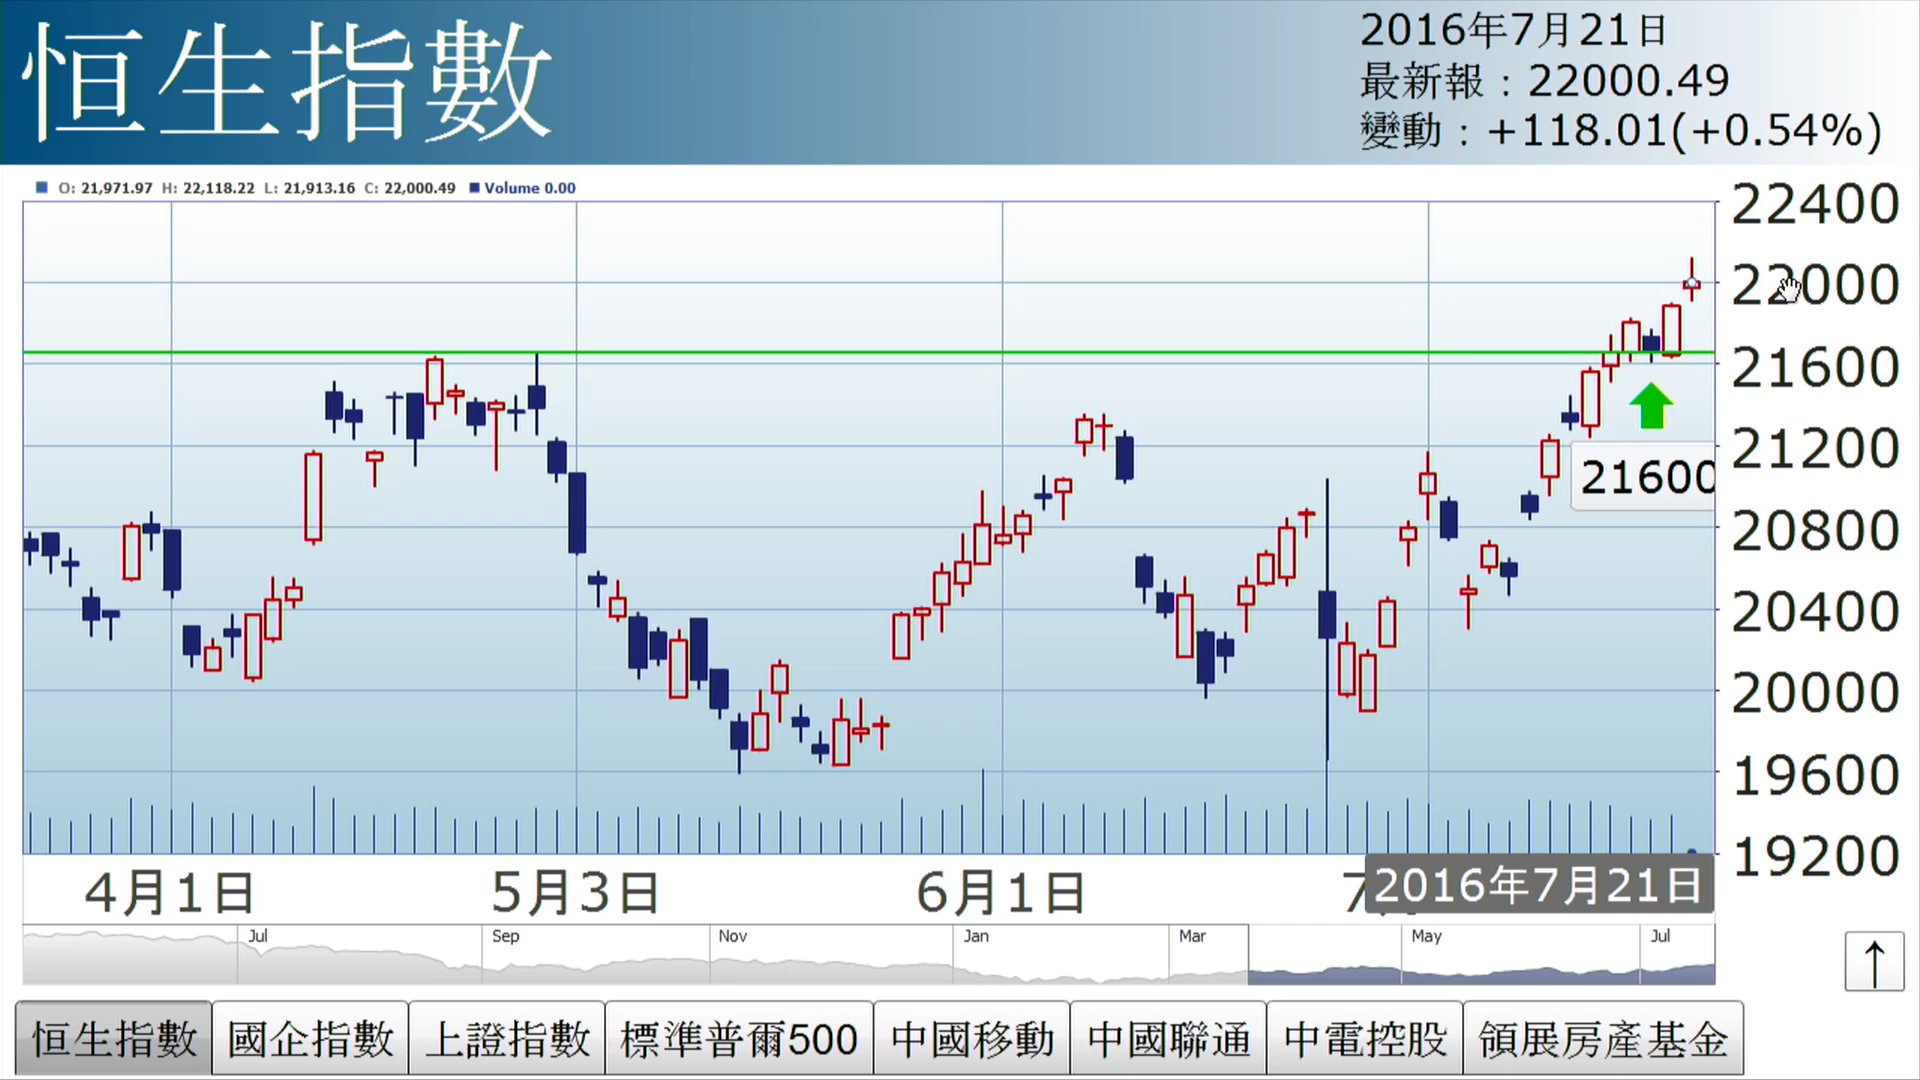 恒生指數
2016年7月21日
最新報：22000.49
變動：+118.01(+0.54%)
O: 21,971.97 H: 22,118.22 L: 21,913.16 C: 22,000.49 Volume 0.00
22400
22000
21600
21200
20800
20400
20000
19600
19200
21600
4月1日 5月3日 6月1日 7 2016年7月21日
Jul Sep Nov Jan Mar May Jul
↑
恒生指數 國企指數 上證指數 標準普爾500 中國移動 中國聯通 中電控股 領展房產基金